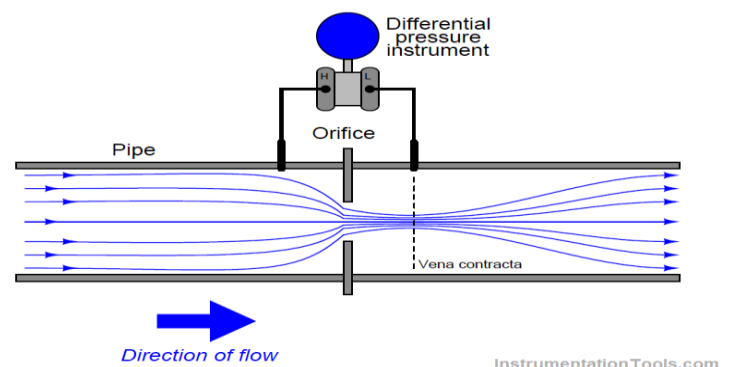 Differential
pressure
instrument
H L
Orifice
Pipe
Vena contracta
Direction of flow
InstrumentationTools.com